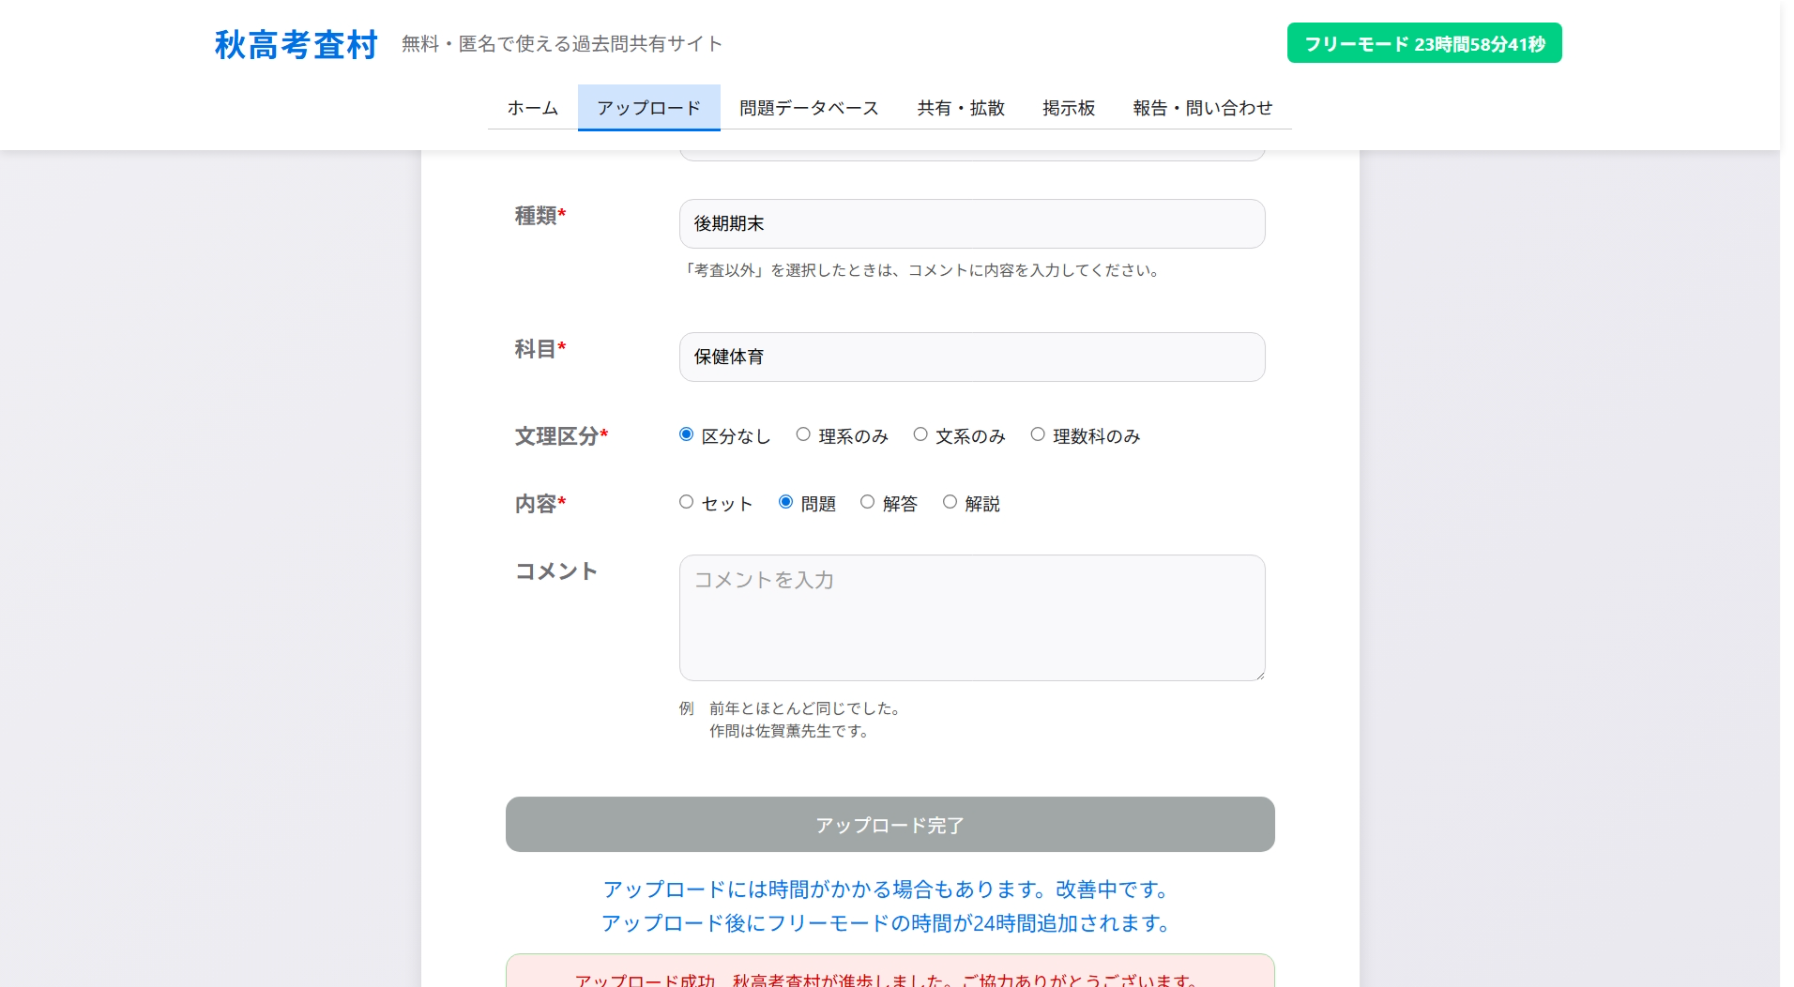 秋高考査村 無料・匿名で使える過去問共有サイト フリーモード 23時間58分41秒
ホーム アップロード 問題データベース 共有・拡散 掲示板 報告・問い合わせ
種類* 後期期末
「考査以外」を選択したときは、コメントに内容を入力してください。
科目* 保健体育
文理区分* 区分なし 理系のみ 文系のみ 理数科のみ
内容* セット 問題 解答 解説
コメント コメントを入力
例 前年とほとんど同じでした。
作問は佐賀薫先生です。
アップロード完了
アップロードには時間がかかる場合もあります。改善中です。
アップロード後にフリーモードの時間が24時間追加されます。
アップロード成功 秋高考査村が進歩しました。ご協力ありがとうございます。